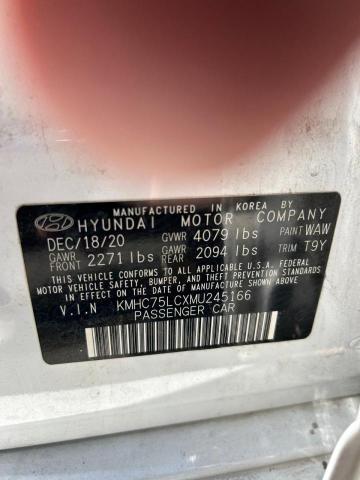 MANUFACTURED IN KOREA BY
HYUNDAI MOTOR COMPANY
DEC/18/20 GVWR 4079 lbs PAINT WAW
GAWR FRONT 2271 lbs GAWR REAR 2094 lbs TRIM T9Y
THIS VEHICLE CONFORMS TO ALL APPLICABLE U.S.A. FEDERAL
MOTOR VEHICLE SAFETY, BUMPER, AND THEFT PREVENTION
STANDARDS IN EFFECT ON THE DATE OF MANUFACTURE SHOWN ABOVE.
V.I.N KMHC75LCXMU245166
PASSENGER CAR